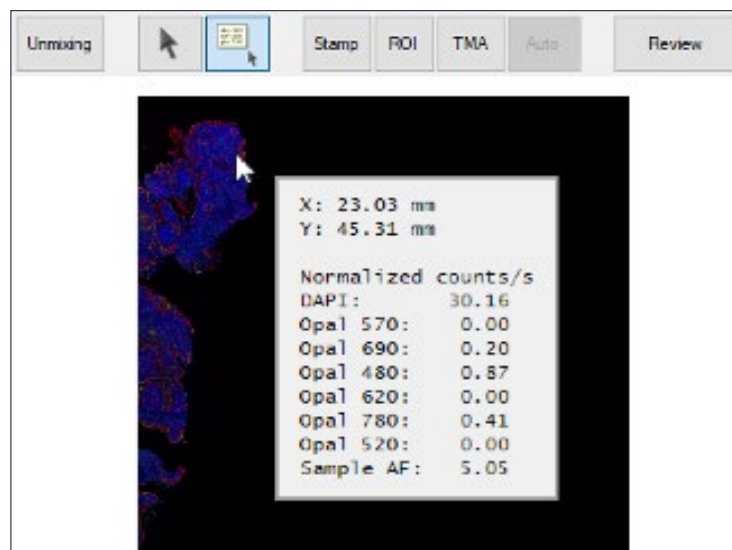 Unmixing
Stamp
ROI
TMA
Auto
Review
X: 23.03 mm
Y: 45.31 mm
Normalized counts/s
DAPI: 30.16
Opal 570: 0.00
Opal 690: 0.20
Opal 480: 0.87
Opal 620: 0.00
Opal 780: 0.41
Opal 520: 0.00
Sample AF: 5.05